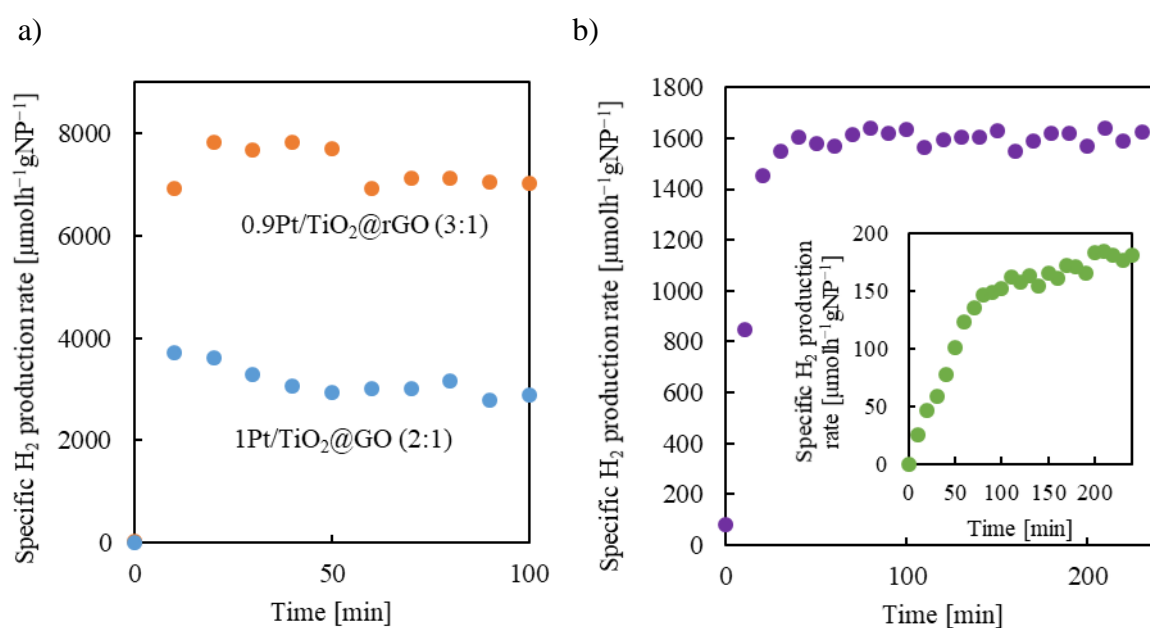 a)
Specific H₂ production rate [µmolh⁻¹gNP⁻¹]
8000
6000
4000
2000
0
0.9Pt/TiO₂@rGO (3:1)
1Pt/TiO₂@GO (2:1)
0 50 100
Time [min]
b)
Specific H₂ production rate [µmolh⁻¹gNP⁻¹]
1800
1600
1400
1200
1000
800
600
400
200
0
0 100 200
Time [min]
Specific H₂ production
rate [µmolh⁻¹gNP⁻¹]
200
150
100
50
0
0 50 100 150 200
Time [min]